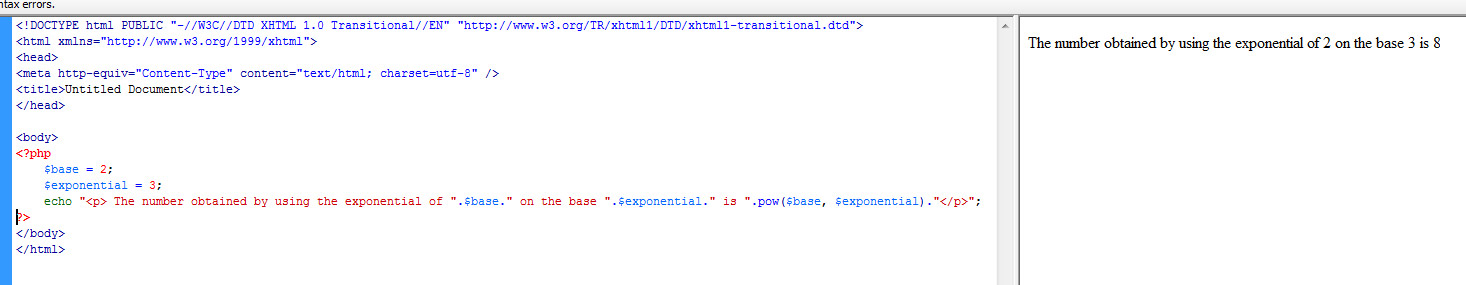 ntax errors.
<!DOCTYPE html PUBLIC "-//W3C//DTD XHTML 1.0 Transitional//EN" "http://www.w3.org/TR/xhtml1/DTD/xhtml1-transitional.dtd">
<html xmlns="http://www.w3.org/1999/xhtml">
<head>
<meta http-equiv="Content-Type" content="text/html; charset=utf-8" />
<title>Untitled Document</title>
</head>
<body>
<?php
$base = 2;
$exponential = 3;
echo "<p> The number obtained by using the exponential of ".$base." on the base ".$exponential." is ".pow($base, $exponential)."</p>";
?>
</body>
</html>
The number obtained by using the exponential of 2 on the base 3 is 8